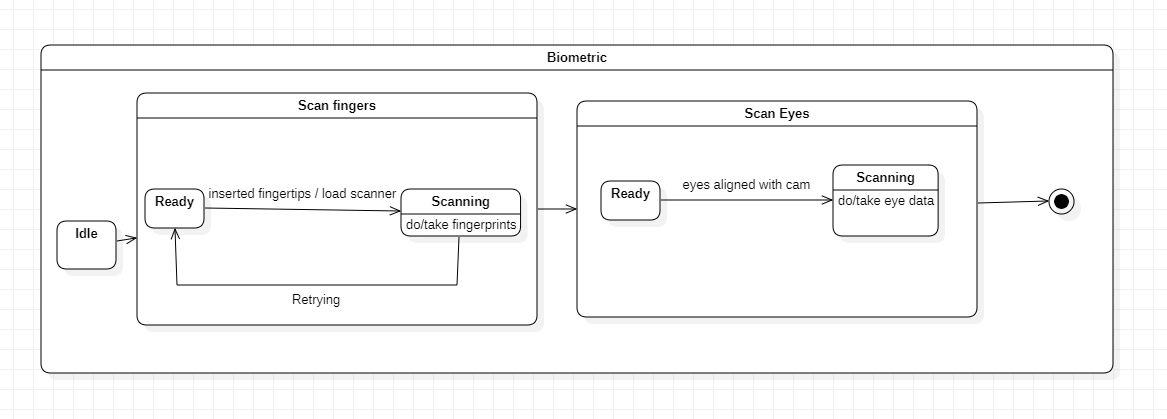 Biometric
Scan fingers
Scan Eyes
Idle
Ready
inserted fingertips / load scanner
Scanning
do/take fingerprints
Retrying
Ready
eyes aligned with cam
Scanning
do/take eye data